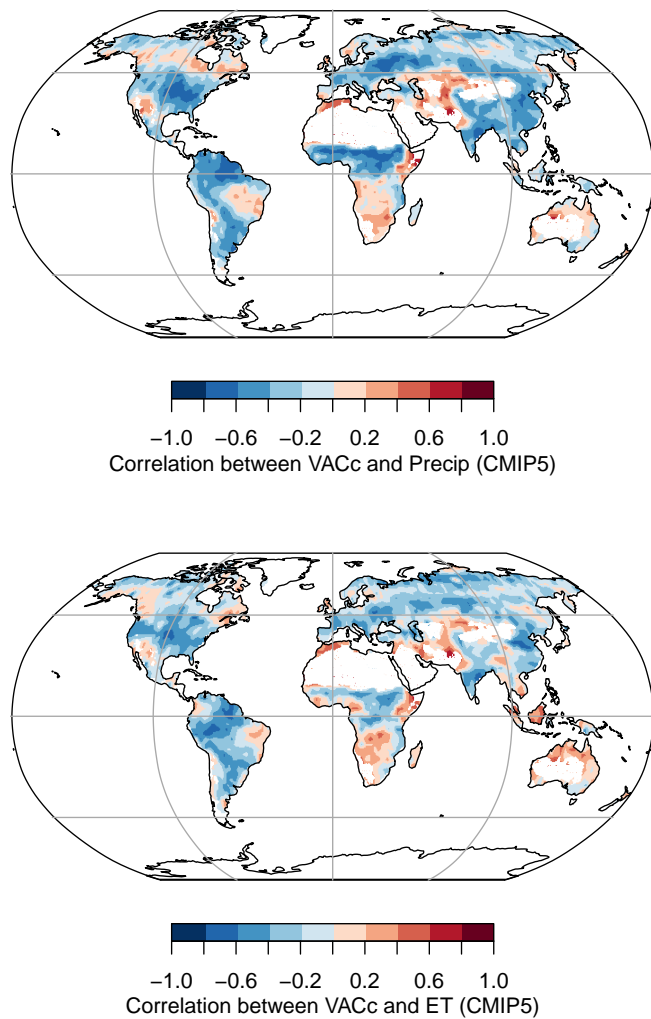 −1.0 −0.6 −0.2 0.2 0.6 1.0
Correlation between VACc and Precip (CMIP5)
−1.0 −0.6 −0.2 0.2 0.6 1.0
Correlation between VACc and ET (CMIP5)